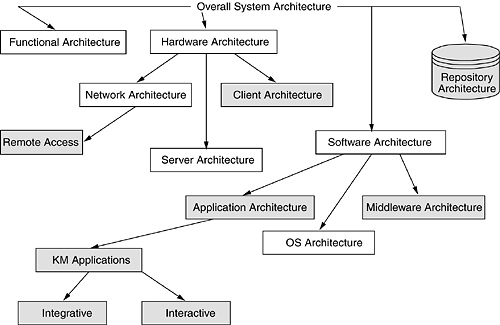 Overall System Architecture
Functional Architecture
Hardware Architecture
Repository
Architecture
Network Architecture
Client Architecture
Remote Access
Server Architecture
Software Architecture
Application Architecture
Middleware Architecture
OS Architecture
KM Applications
Integrative
Interactive